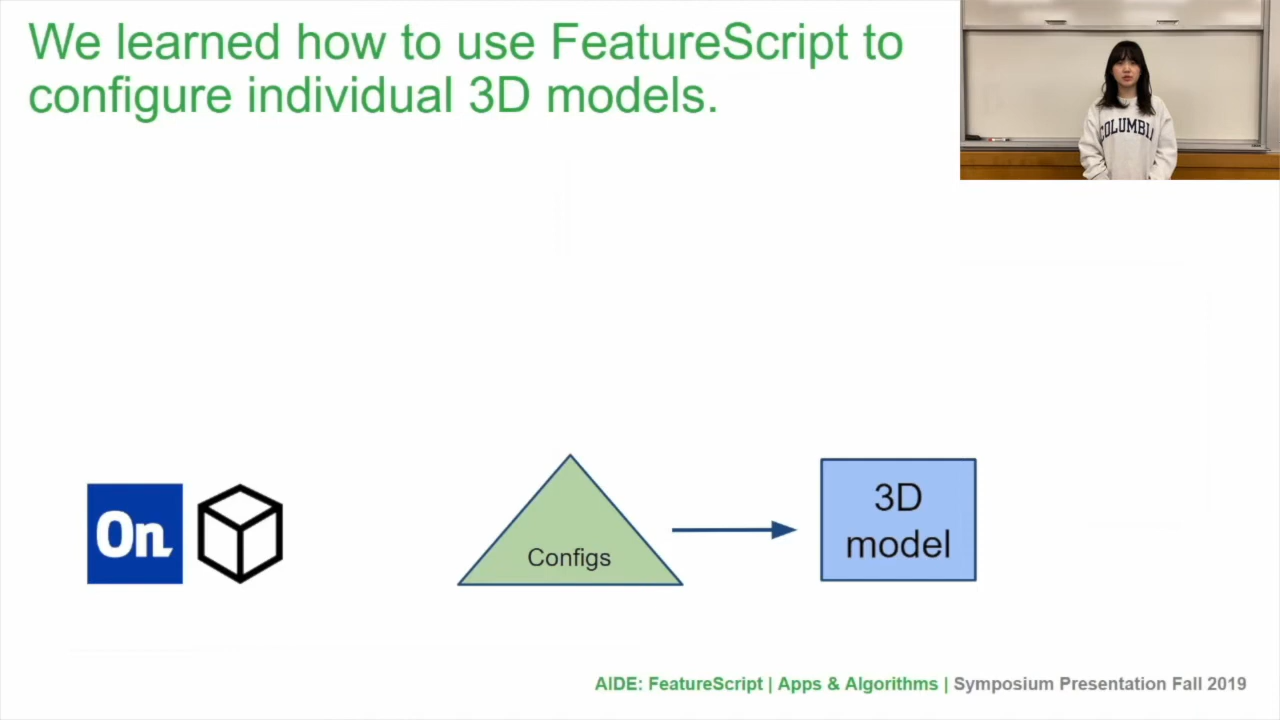 We learned how to use FeatureScript to
configure individual 3D models.
COLUMBIA
On
Configs
3D
model
AIDE: FeatureScript | Apps & Algorithms | Symposium Presentation Fall 2019